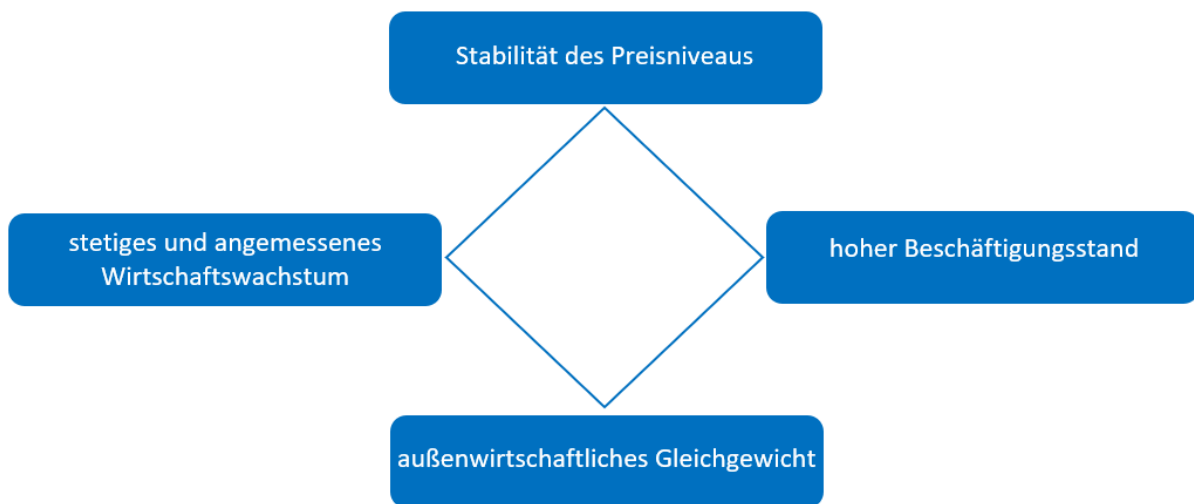 Stabilität des Preisniveaus
stetiges und angemessenes
Wirtschaftswachstum
hoher Beschäftigungsstand
außenwirtschaftliches Gleichgewicht